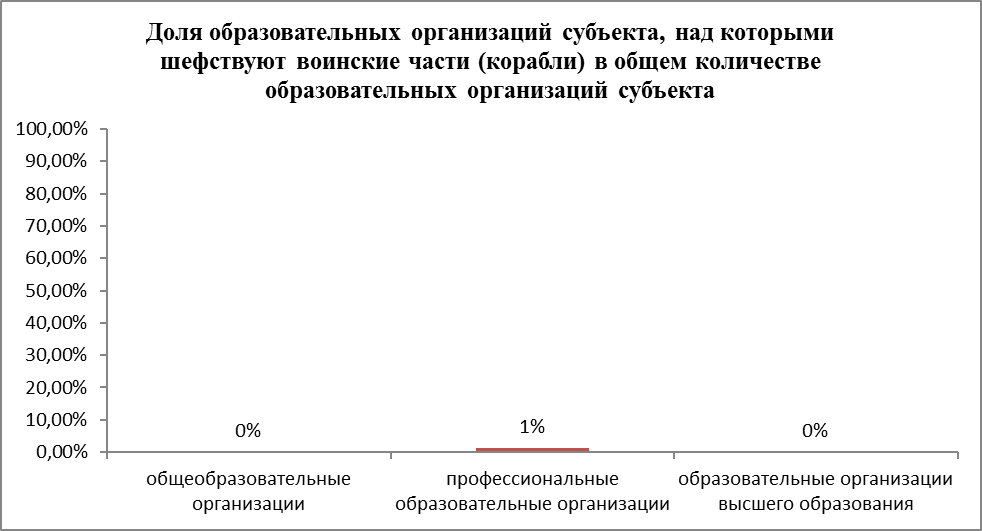 Доля образовательных организаций субъекта, над которыми
шефствуют воинские части (корабли) в общем количестве
образовательных организаций субъекта
100,00%
90,00%
80,00%
70,00%
60,00%
50,00%
40,00%
30,00%
20,00%
10,00%
0,00%
0%
1%
0%
общеобразовательные
организации
профессиональные
образовательные организации
образовательные организации
высшего образования